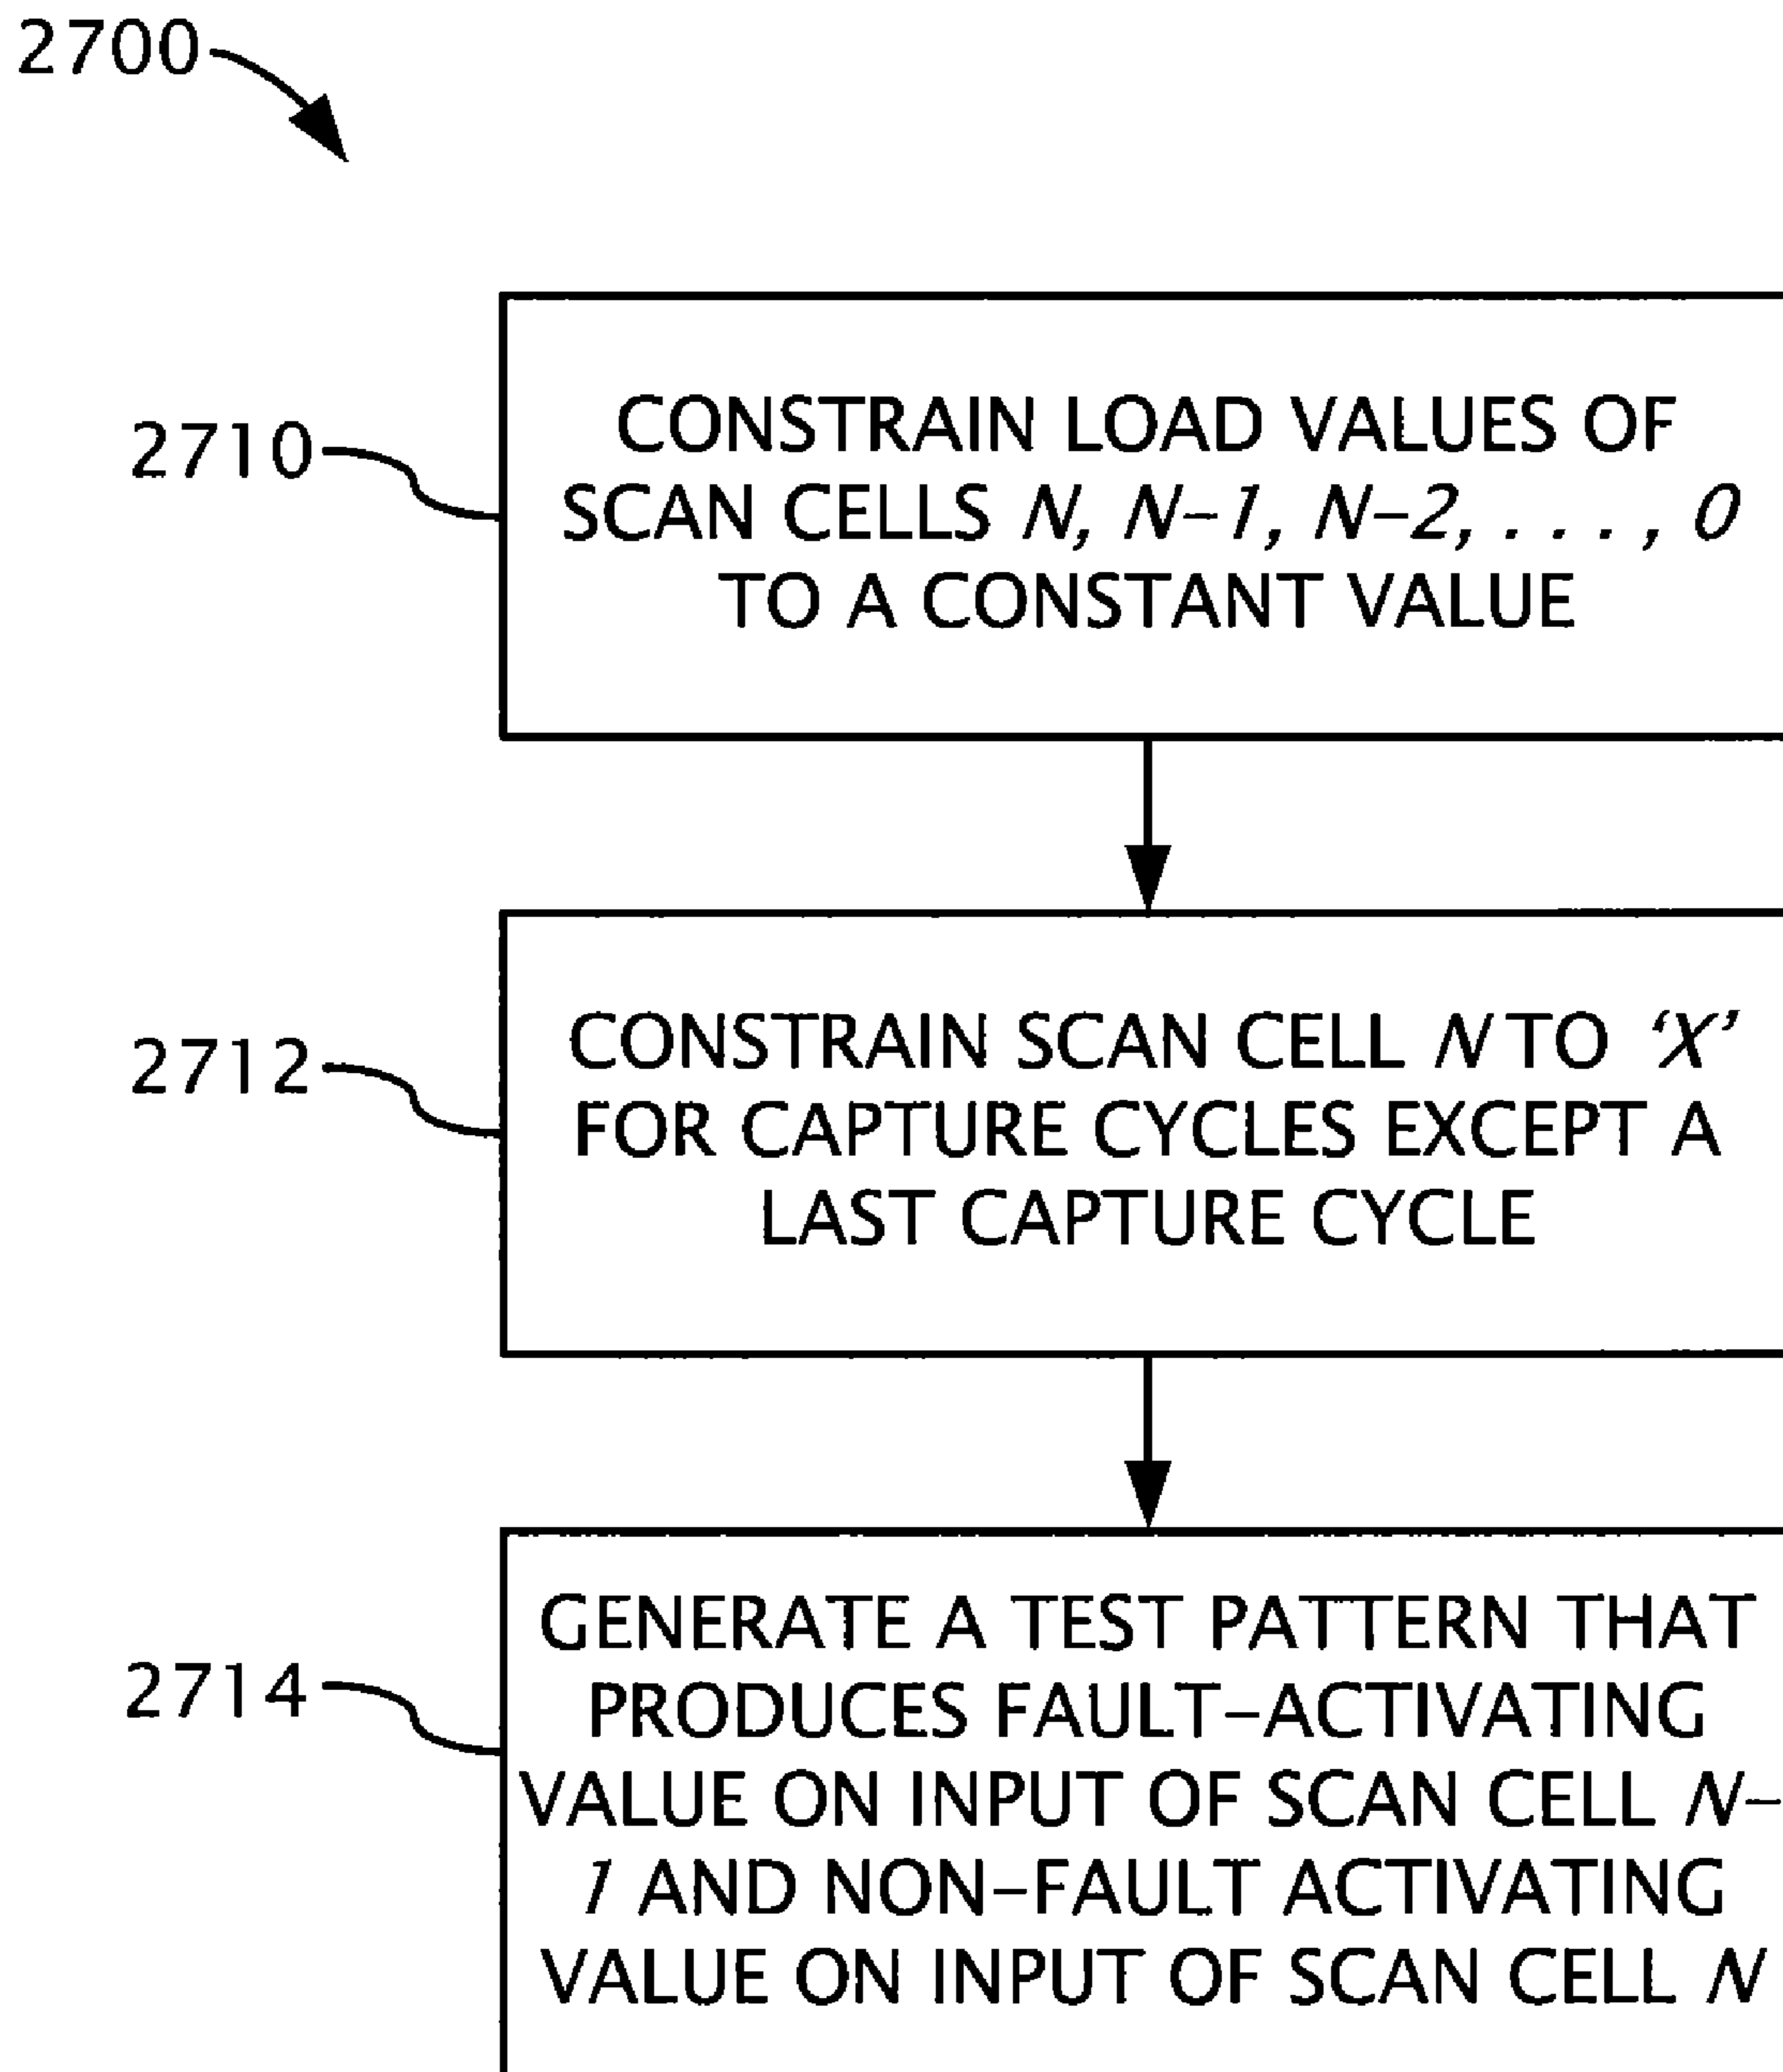 2700
2710
CONSTRAIN LOAD VALUES OF
SCAN CELLS N, N-1, N-2, . . . , 0
TO A CONSTANT VALUE
2712
CONSTRAIN SCAN CELL N TO ‘X’
FOR CAPTURE CYCLES EXCEPT A
LAST CAPTURE CYCLE
2714
GENERATE A TEST PATTERN THAT
PRODUCES FAULT-ACTIVATING
VALUE ON INPUT OF SCAN CELL N-
1 AND NON-FAULT ACTIVATING
VALUE ON INPUT OF SCAN CELL N